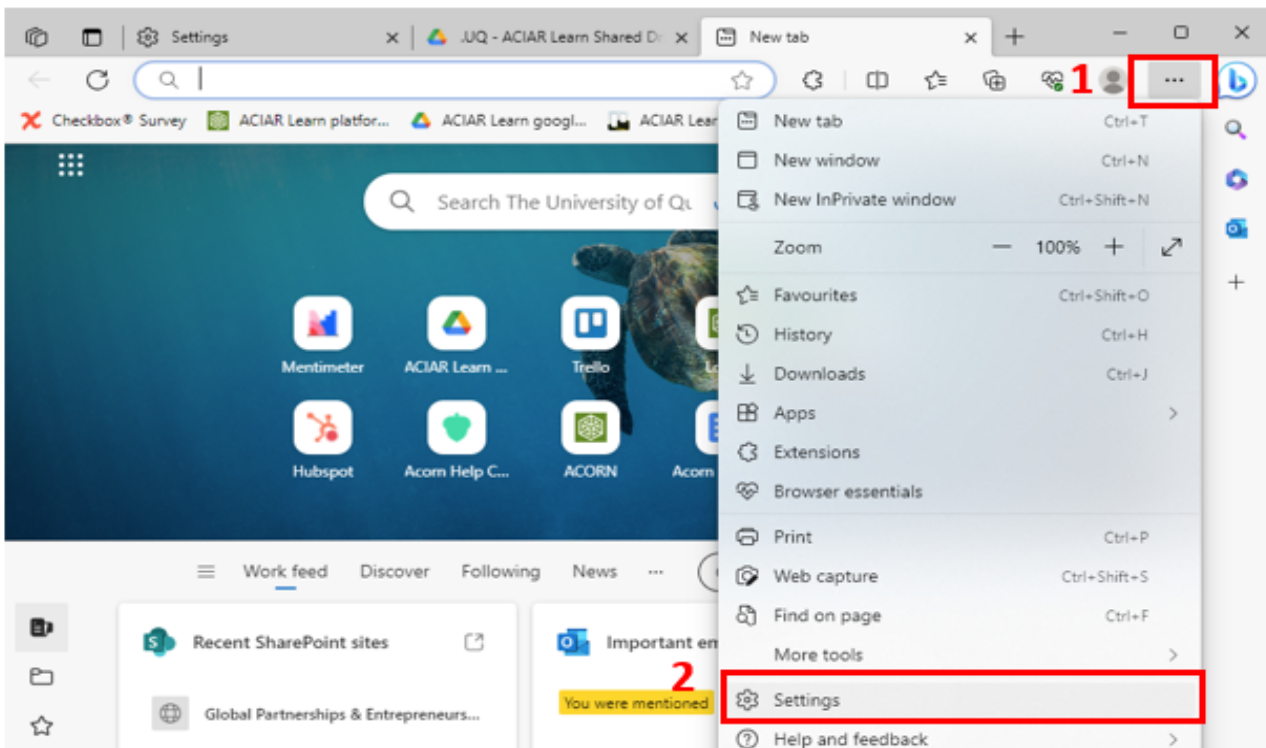 Settings
.UQ - ACIAR Learn Shared Dr
New tab
1
Checkbox® Survey
ACIAR Learn platfor...
ACIAR Learn googl...
ACIAR Lear
Search The University of Qu
Mentimeter
ACIAR Learn ...
Trello
Lo
Hubspot
Acorn Help C...
ACORN
Acorn
Work feed
Discover
Following
News
...
Recent SharePoint sites
Important em
Global Partnerships & Entrepreneurs...
You were mentioned
2
New tab Ctrl+T
New window Ctrl+N
New InPrivate window Ctrl+Shift+N
Zoom — 100% +
Favourites Ctrl+Shift+O
History Ctrl+H
Downloads Ctrl+J
Apps
Extensions
Browser essentials
Print Ctrl+P
Web capture Ctrl+Shift+S
Find on page Ctrl+F
More tools
Settings
Help and feedback